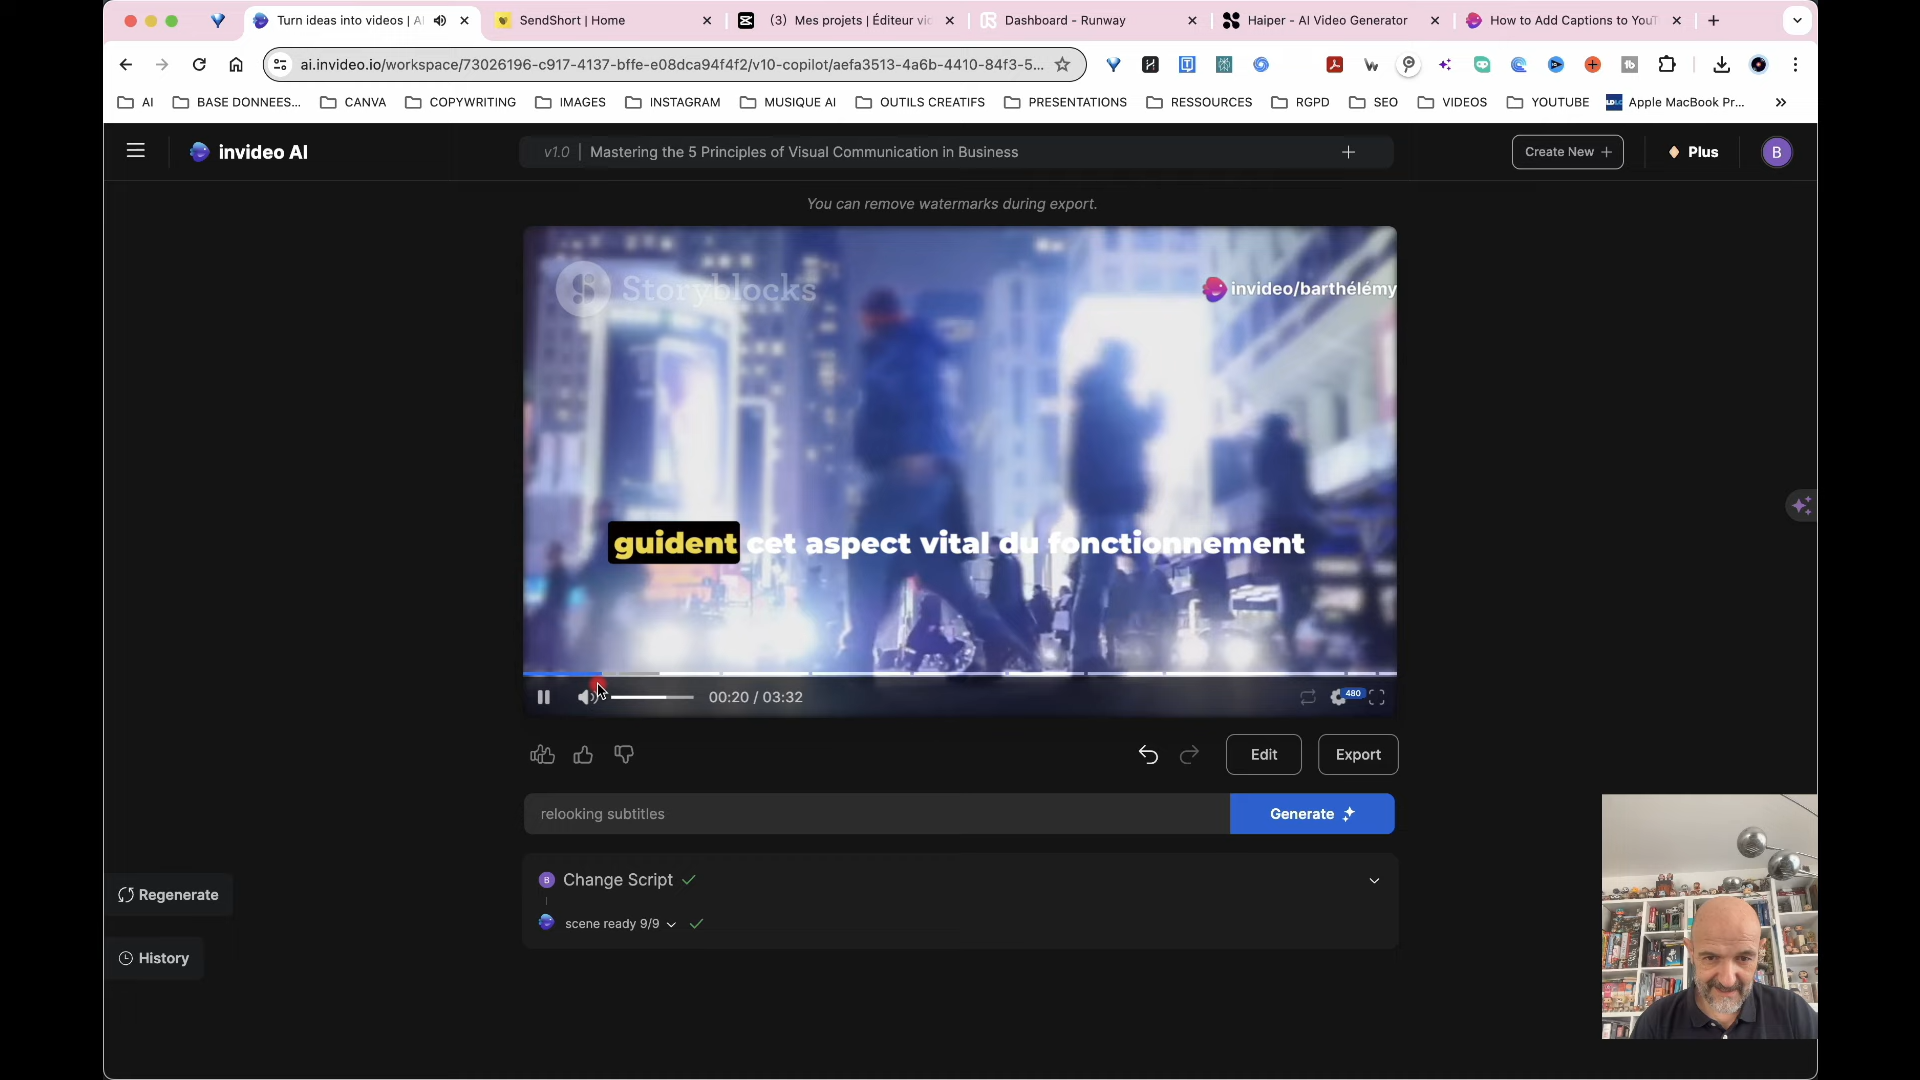 Turn ideas into videos | AI
SendShort | Home
(3) Mes projets | Éditeur vi
Dashboard - Runway
Haiper - AI Video Generator
How to Add Captions to YouT
ai.invideo.io/workspace/73026196-c917-4137-bffe-e08dca94f4f2/v10-copilot/aefa3513-4a6b-4410-84f3-5...
AI
BASE DONNEES...
CANVA
COPYWRITING
IMAGES
INSTAGRAM
MUSIQUE AI
OUTILS CREATIFS
PRESENTATIONS
RESSOURCES
RGPD
SEO
VIDEOS
YOUTUBE
Apple MacBook Pr...
invideo AI
v1.0 | Mastering the 5 Principles of Visual Communication in Business
Create New +
Plus
B
You can remove watermarks during export.
Storyblocks
invideo/barthélémy
guident cet aspect vital du fonctionnement
00:20 / 03:32
480
Edit
Export
relooking subtitles
Generate
B Change Script
scene ready 9/9
Regenerate
History